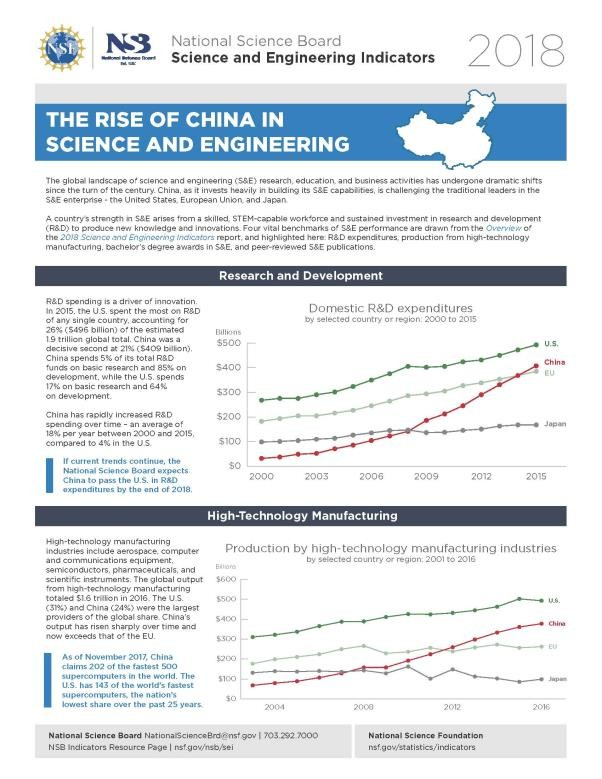 NSF
NSB
National Science Board
Est. 1950
National Science Board
Science and Engineering Indicators
2018
THE RISE OF CHINA IN
SCIENCE AND ENGINEERING
The global landscape of science and engineering (S&E) research, education, and business activities has undergone dramatic shifts
since the turn of the century. China, as it invests heavily in building its S&E capabilities, is challenging the traditional leaders in the
S&E enterprise - the United States, European Union, and Japan.
A country's strength in S&E arises from a skilled, STEM-capable workforce and sustained investment in research and development
(R&D) to produce new knowledge and innovations. Four vital benchmarks of S&E performance are drawn from the Overview of
the 2018 Science and Engineering Indicators report, and highlighted here: R&D expenditures, production from high-technology
manufacturing, bachelor's degree awards in S&E, and peer-reviewed S&E publications.
Research and Development
R&D spending is a driver of innovation.
In 2015, the U.S. spent the most on R&D
of any single country, accounting for
26% ($496 billion) of the estimated
1.9 trillion global total. China was a
decisive second at 21% ($409 billion).
China spends 5% of its total R&D
funds on basic research and 85% on
development, while the U.S. spends
17% on basic research and 64%
on development.
China has rapidly increased R&D
spending over time – an average of
18% per year between 2000 and 2015,
compared to 4% in the U.S.
If current trends continue, the
National Science Board expects
China to pass the U.S. in R&D
expenditures by the end of 2018.
Domestic R&D expenditures
by selected country or region: 2000 to 2015
Billions
$500
$400
$300
$200
$100
$0
2000
2003
2006
2009
2012
2015
U.S.
China
EU
Japan
High-Technology Manufacturing
High-technology manufacturing
industries include aerospace, computer
and communications equipment,
semiconductors, pharmaceuticals, and
scientific instruments. The global output
from high-technology manufacturing
totaled $1.6 trillion in 2016. The U.S.
(31%) and China (24%) were the largest
providers of the global share. China's
output has risen sharply over time and
now exceeds that of the EU.
As of November 2017, China
claims 202 of the fastest 500
supercomputers in the world. The
U.S. has 143 of the world's fastest
supercomputers, the nation's
lowest share over the past 25 years.
Production by high-technology manufacturing industries
by selected country or region: 2001 to 2016
Billions
$600
$500
$400
$300
$200
$100
$0
2004
2008
2012
2016
U.S.
China
EU
Japan
National Science Board NationalScienceBrd@nsf.gov | 703.292.7000
NSB Indicators Resource Page | nsf.gov/nsb/sei
National Science Foundation
nsf.gov/statistics/indicators